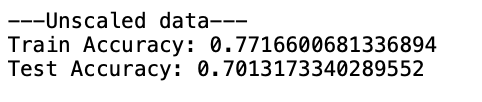 ---Unscaled data---
Train Accuracy: 0.7716600681336894
Test Accuracy: 0.7013173340289552